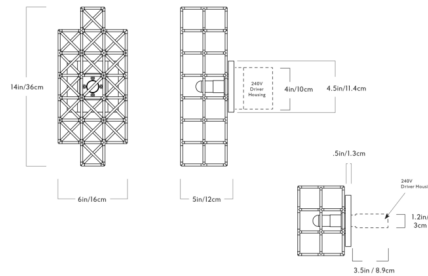 14in/36cm
240V
Driver
Housing
4in/10cm
4.5in/11.4cm
6in/16cm
5in/12cm
.5in/1.3cm
240V
Driver Housi
1.2in/
3cm
3.5in / 8.9cm